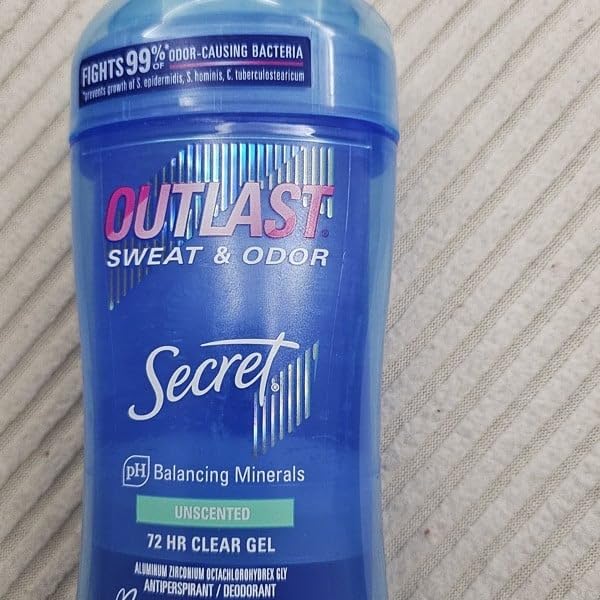 FIGHTS 99% OF* ODOR-CAUSING BACTERIA
*prevents growth of S. epidermidis, S. hominis, C. tuberculostearicum
OUTLAST®
SWEAT & ODOR
Secret®
pH Balancing Minerals
UNSCENTED
72 HR CLEAR GEL
ALUMINUM ZIRCONIUM OCTACHLOROHYDREX GLY
ANTIPERSPIRANT / DEODORANT